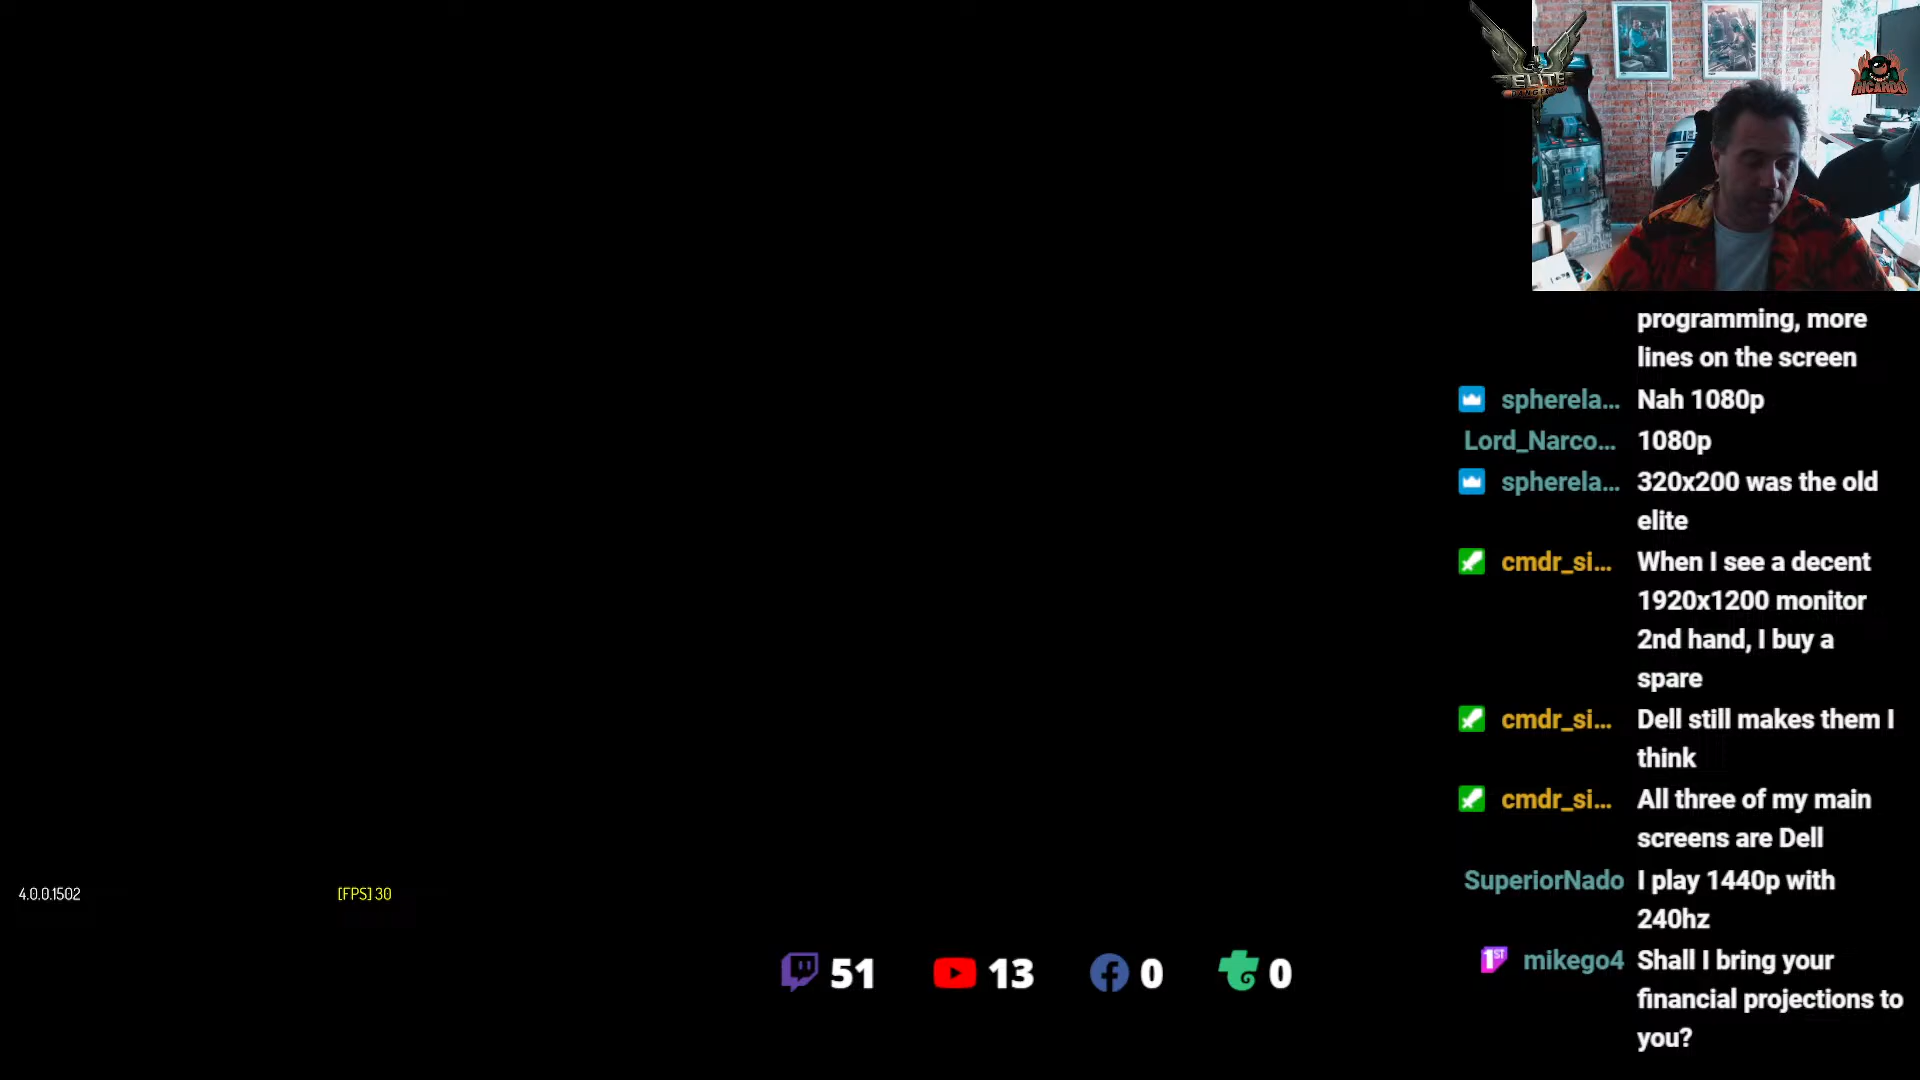 ELITE
RICARDO
programming, more
lines on the screen
spherela... Nah 1080p
Lord_Narco... 1080p
spherela... 320x200 was the old
elite
cmdr_si... When I see a decent
1920x1200 monitor
2nd hand, I buy a
spare
cmdr_si... Dell still makes them I
think
cmdr_si... All three of my main
screens are Dell
4.0.0.1502 [FPS] 30
SuperiorNado I play 1440p with
240hz
51 13 0 0
1ST mikego4 Shall I bring your
financial projections to
you?